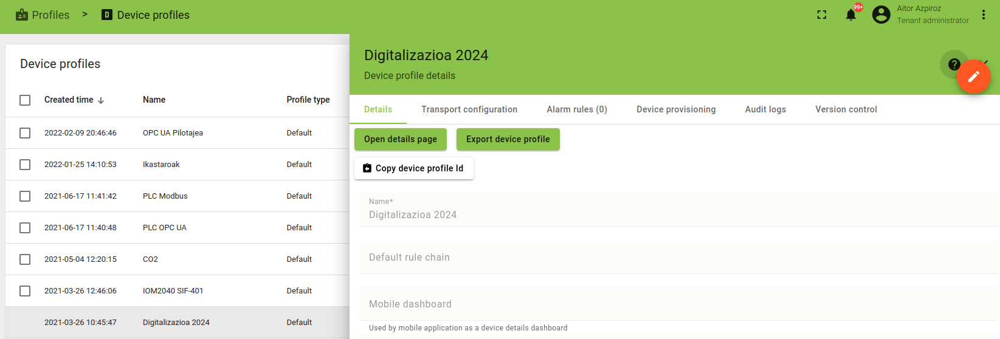 Profiles > D Device profiles
99+
Aitor Azpiroz
Tenant administrator
Device profiles
Created time Name Profile type
2022-02-09 20:46:46 OPC UA Pilotajea Default
2022-01-25 14:10:53 Ikastaroak Default
2021-06-17 11:41:42 PLC Modbus Default
2021-06-17 11:40:48 PLC OPC UA Default
2021-05-04 12:20:15 CO2 Default
2021-03-26 12:46:06 IOM2040 SIF-401 Default
2021-03-26 10:45:47 Digitalizazioa 2024 Default
Digitalizazioa 2024
Device profile details
?
Details Transport configuration Alarm rules (0) Device provisioning Audit logs Version control
Open details page Export device profile
Copy device profile Id
Name*
Digitalizazioa 2024
Default rule chain
Mobile dashboard
Used by mobile application as a device details dashboard